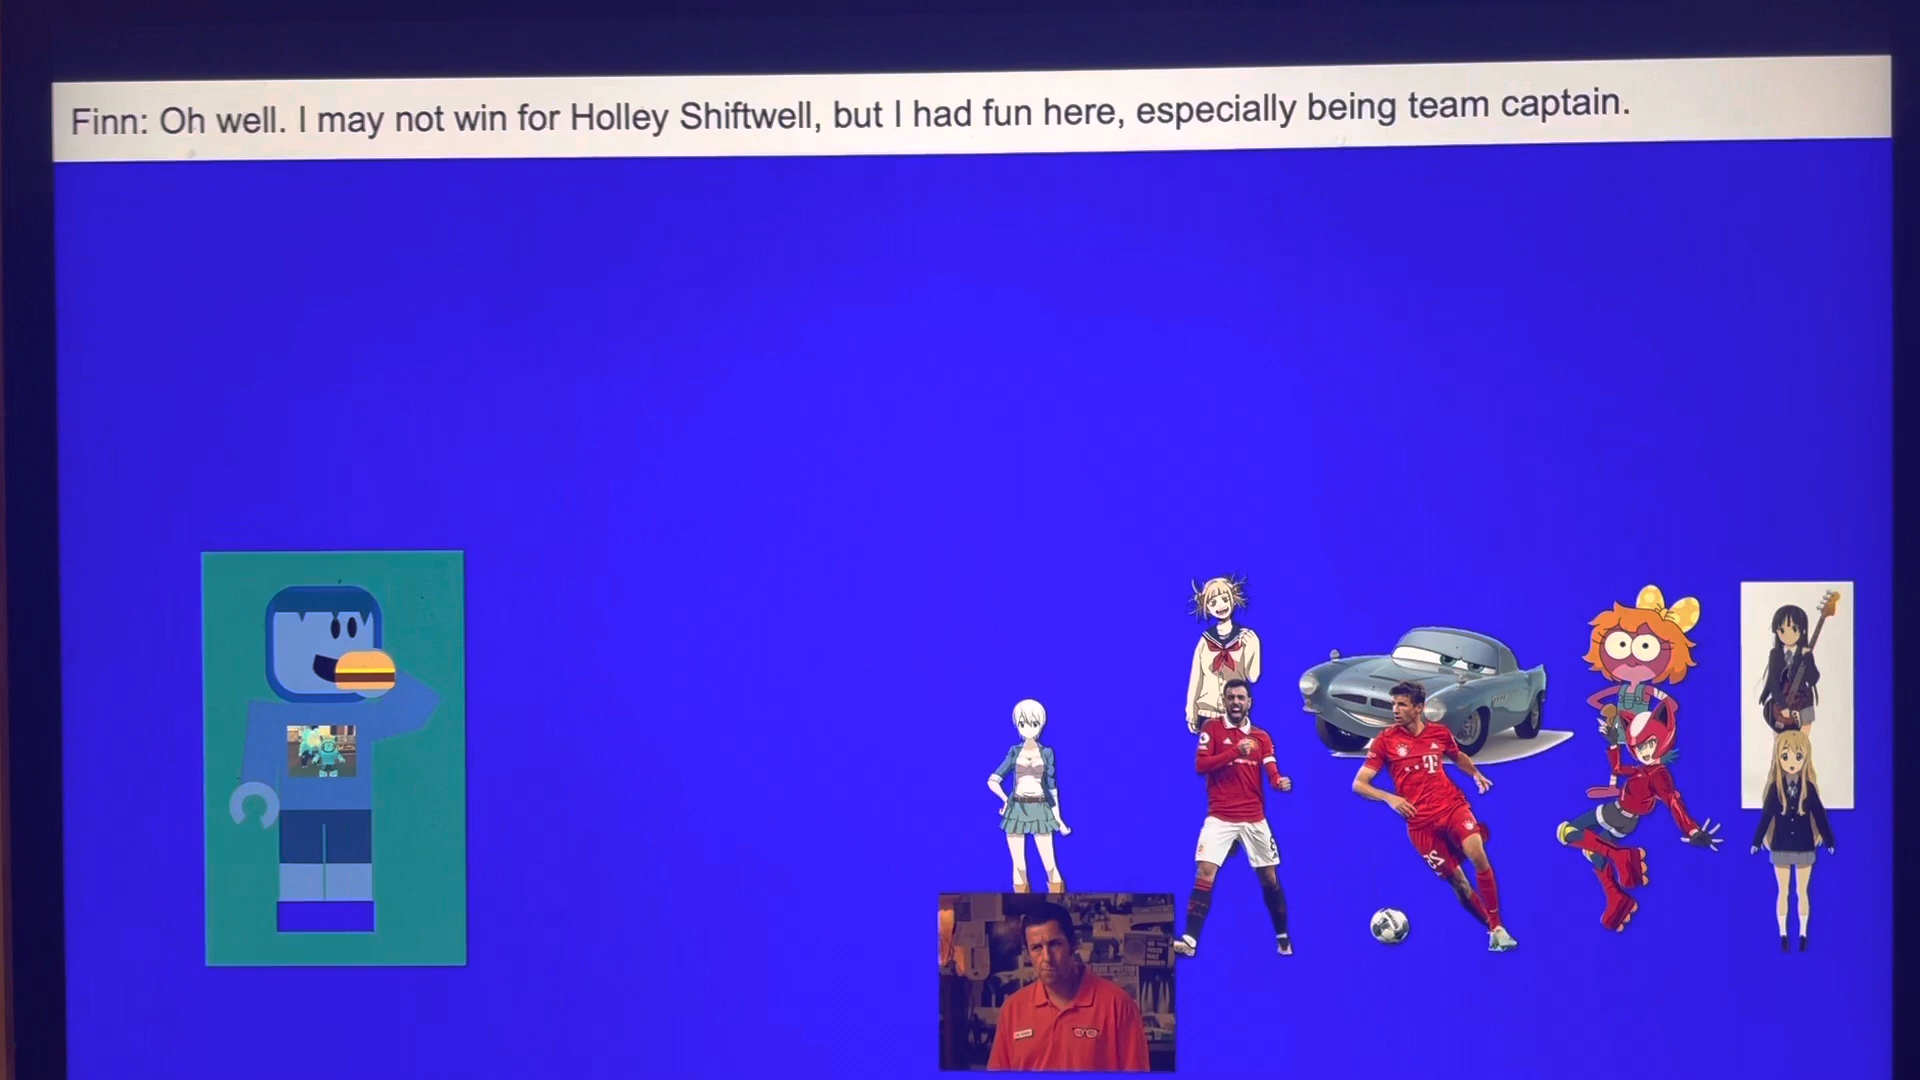 Finn: Oh well. I may not win for Holley Shiftwell, but I had fun here, especially being team captain.